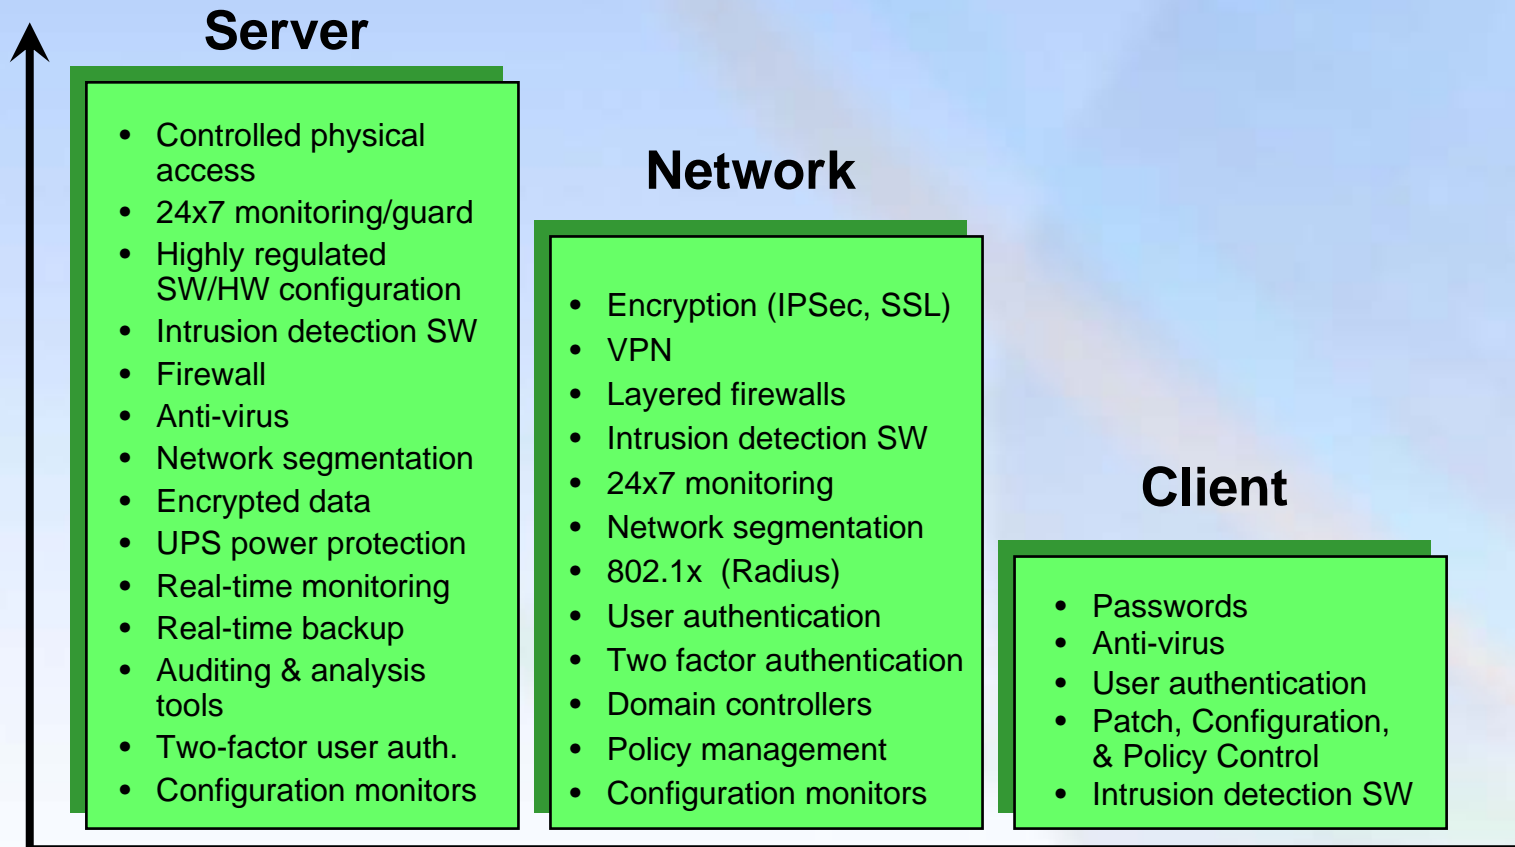 Server
• Controlled physical
access
• 24x7 monitoring/guard
• Highly regulated
SW/HW configuration
• Intrusion detection SW
• Firewall
• Anti-virus
• Network segmentation
• Encrypted data
• UPS power protection
• Real-time monitoring
• Real-time backup
• Auditing & analysis
tools
• Two-factor user auth.
• Configuration monitors
Network
• Encryption (IPSec, SSL)
• VPN
• Layered firewalls
• Intrusion detection SW
• 24x7 monitoring
• Network segmentation
• 802.1x  (Radius)
• User authentication
• Two factor authentication
• Domain controllers
• Policy management
• Configuration monitors
Client
• Passwords
• Anti-virus
• User authentication
• Patch, Configuration,
& Policy Control
• Intrusion detection SW